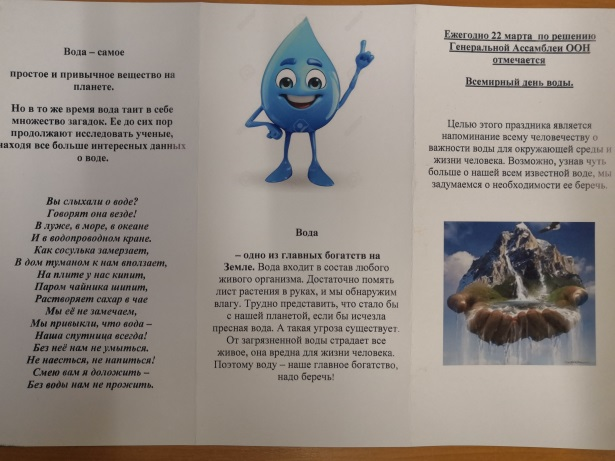 Вода – самое
простое и привычное вещество на
планете.
Но в то же время вода таит в себе
множество загадок. Ее до сих пор
продолжают исследовать ученые,
находя все больше интересных данных
о воде.
Вы слыхали о воде?
Говорят она везде!
В луже, в море, в океане
И в водопроводном кране.
Как сосулька замерзает,
В дом туманом к нам вползает,
На плите у нас кипит,
Паром чайника шипит,
Растворяет сахар в чае
Мы её не замечаем,
Мы привыкли, что вода –
Наша спутница всегда!
Без неё нам не умыться.
Не наесться, не напиться!
Смею вам я доложить –
Без воды нам не прожить.
Вода
– одно из главных богатств на
Земле. Вода входит в состав любого
живого организма. Достаточно помять
лист растения в руках, и мы обнаружим
влагу. Трудно представить, что стало бы
с нашей планетой, если бы исчезла
пресная вода. А такая угроза существует.
От загрязненной воды страдает все
живое, она вредна для жизни человека.
Поэтому воду – наше главное богатство,
надо беречь!
Ежегодно 22 марта по решению
Генеральной Ассамблеи ООН
отмечается
Всемирный день воды.
Целью этого праздника является
напоминание всему человечеству о
важности воды для окружающей среды и
жизни человека. Возможно, узнав чуть
больше о нашей всем известной воде, мы
задумаемся о необходимости ее беречь.